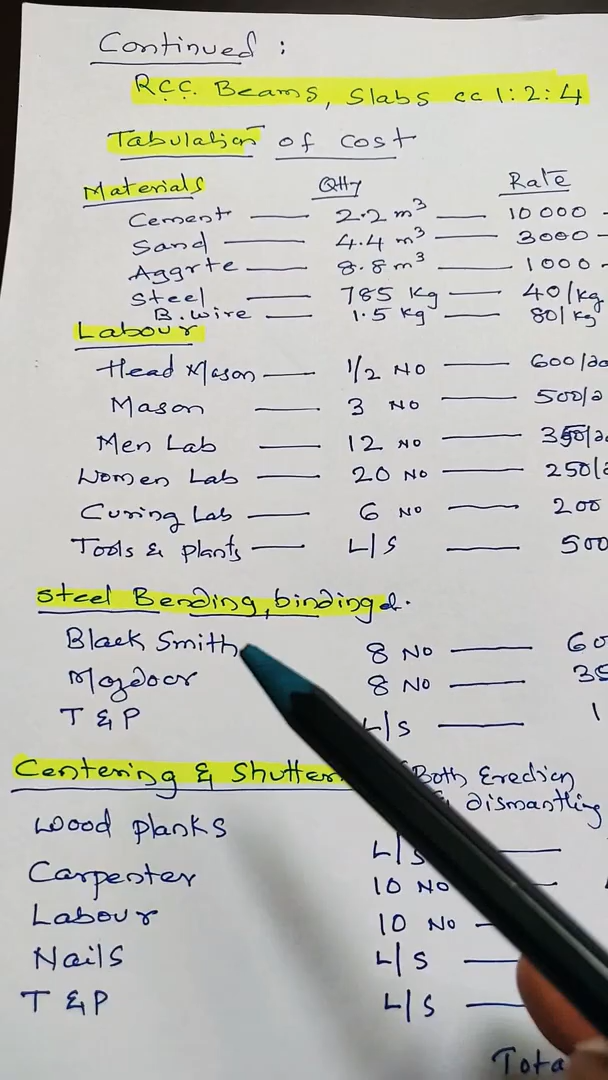 Continued :
R.C.C. Beams, Slabs cc 1:2:4
Tabulation of cost
Materials Qtty Rate
Cement — 2.2 m³ — 10000 —
Sand — 4.4 m³ — 3000 —
Aggrte — 8.8 m³ — 1000 —
Steel — 785 Kg — 40/kg
B. wire — 1.5 kg — 80/kg
Labour
Head Mason — 1/2 NO — 600/
Mason — 3 NO — 500/
Men Lab — 12 NO — 350/
Women Lab — 20 NO — 250/
Curing Lab — 6 NO — 200
Tools & plants — L/S — 500
Steel Bending, binding &.
Black Smith 8 NO — 60
Mazdoor 8 NO — 35
T & P L/S — 1
Centering & Shutter (Both Erection
& dismantling
Wood planks L/S —
Carpenter 10 NO —
Labour 10 No —
Nails L/S —
T & P L/S —
Tota